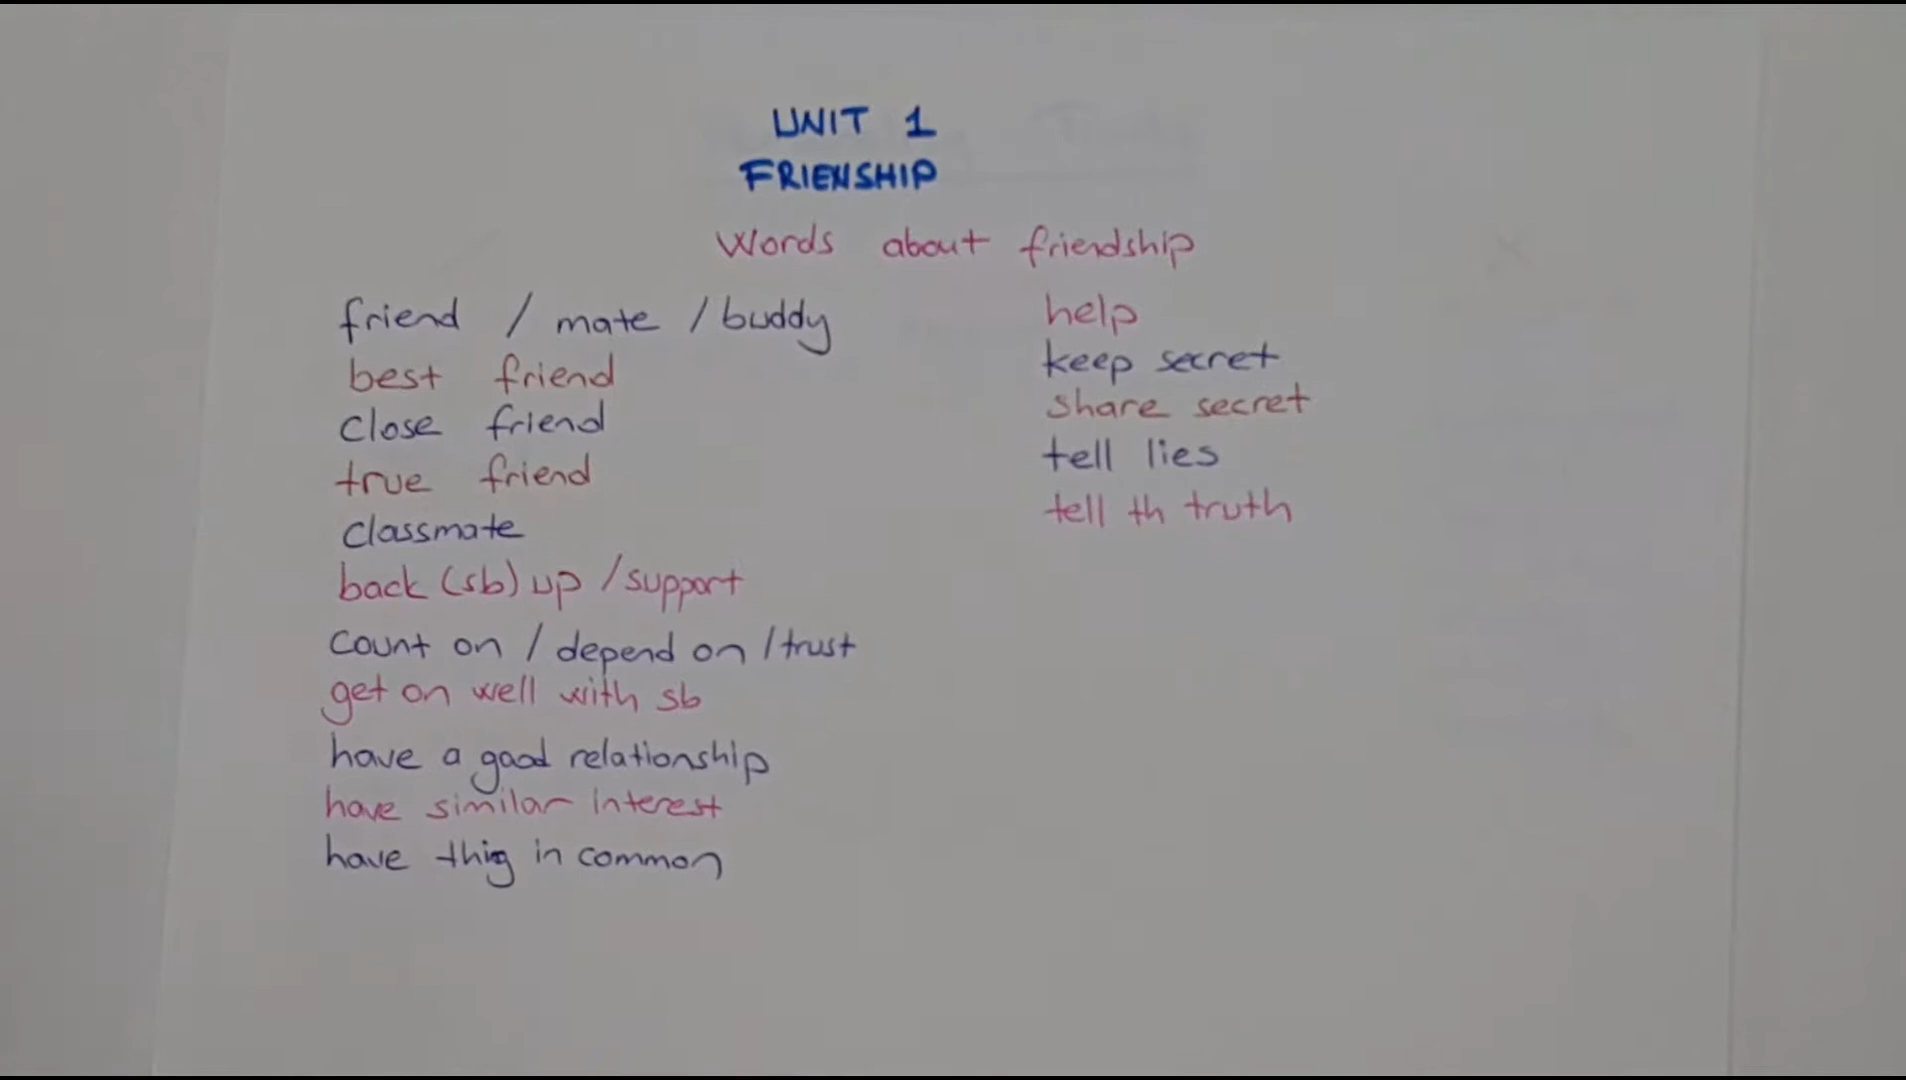 UNIT 1
FRIENSHIP
Words about friendship
friend / mate / buddy
best friend
close friend
true friend
classmate
back (sb) up / support
count on / depend on / trust
get on well with sb
have a good relationship
have similar interest
have thing in common
help
keep secret
share secret
tell lies
tell th truth